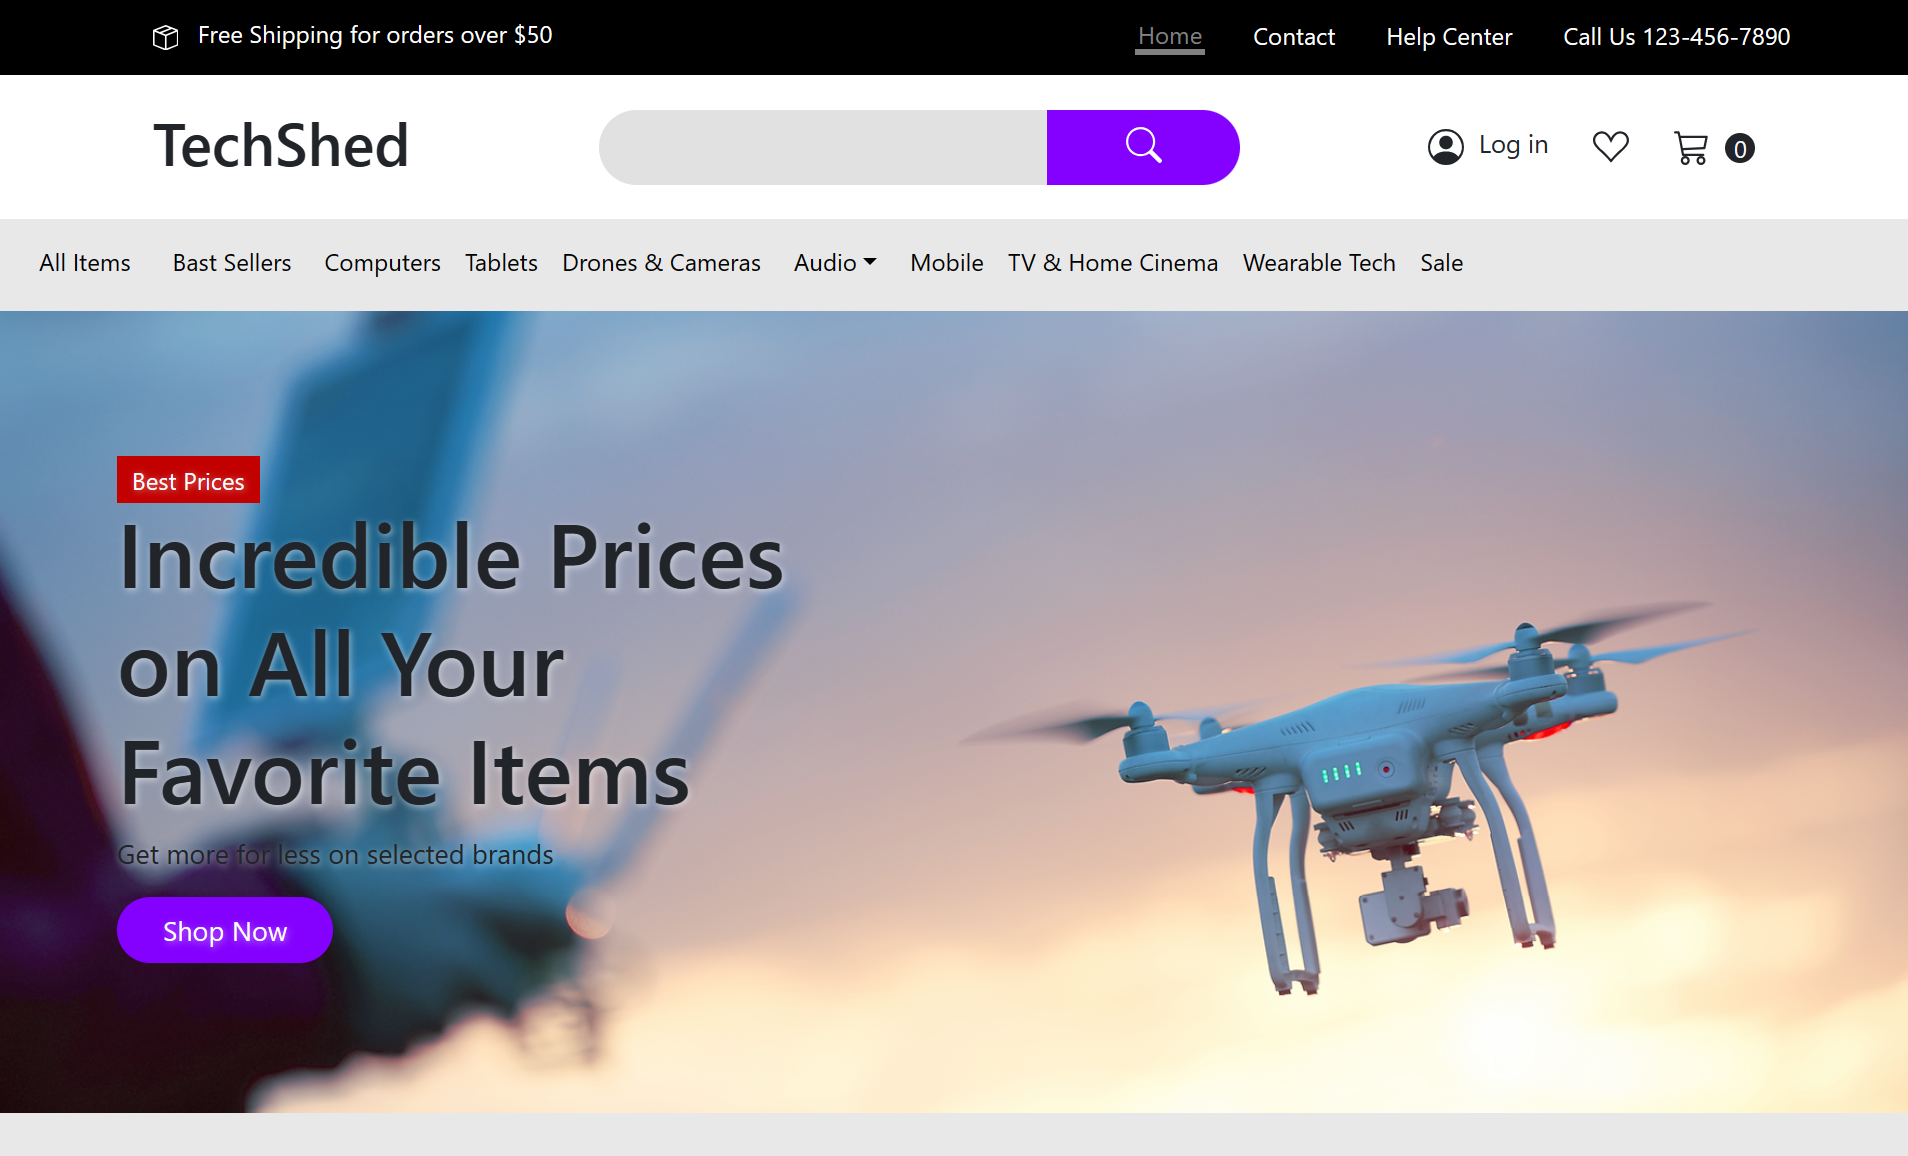 Free Shipping for orders over $50
Home Contact Help Center Call Us 123-456-7890
TechShed
Log in
0
All Items Bast Sellers Computers Tablets Drones & Cameras Audio Mobile TV & Home Cinema Wearable Tech Sale
Best Prices
Incredible Prices
on All Your
Favorite Items
Get more for less on selected brands
Shop Now